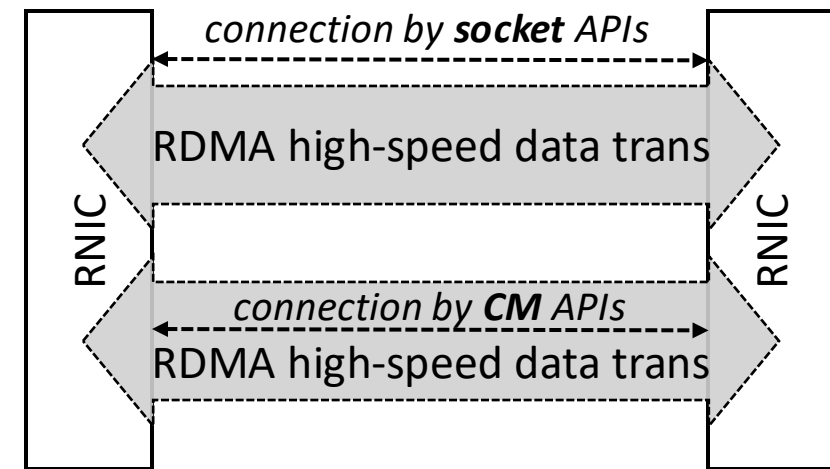 connection by socket APIs
RDMA high-speed data trans
RNIC
RNIC
connection by CM APIs
RDMA high-speed data trans